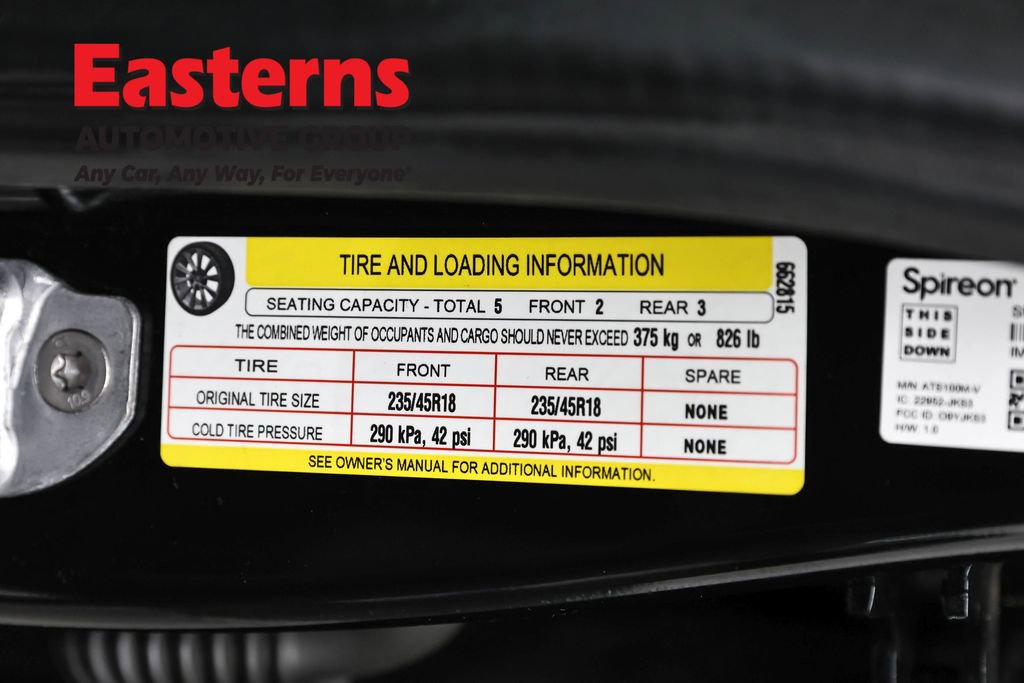 Easterns
AUTOMOTIVE GROUP
Any Car, Any Way, For Everyone
TIRE AND LOADING INFORMATION
662815
SEATING CAPACITY - TOTAL 5 FRONT 2 REAR 3
THE COMBINED WEIGHT OF OCCUPANTS AND CARGO SHOULD NEVER EXCEED 375 kg OR 826 lb
TIRE FRONT REAR SPARE
ORIGINAL TIRE SIZE 235/45R18 235/45R18 NONE
COLD TIRE PRESSURE 290 kPa, 42 psi 290 kPa, 42 psi NONE
SEE OWNER'S MANUAL FOR ADDITIONAL INFORMATION.
Spireon
THIS
SIDE
DOWN
M/N
IC:
FCC ID:
H/W: 1.0